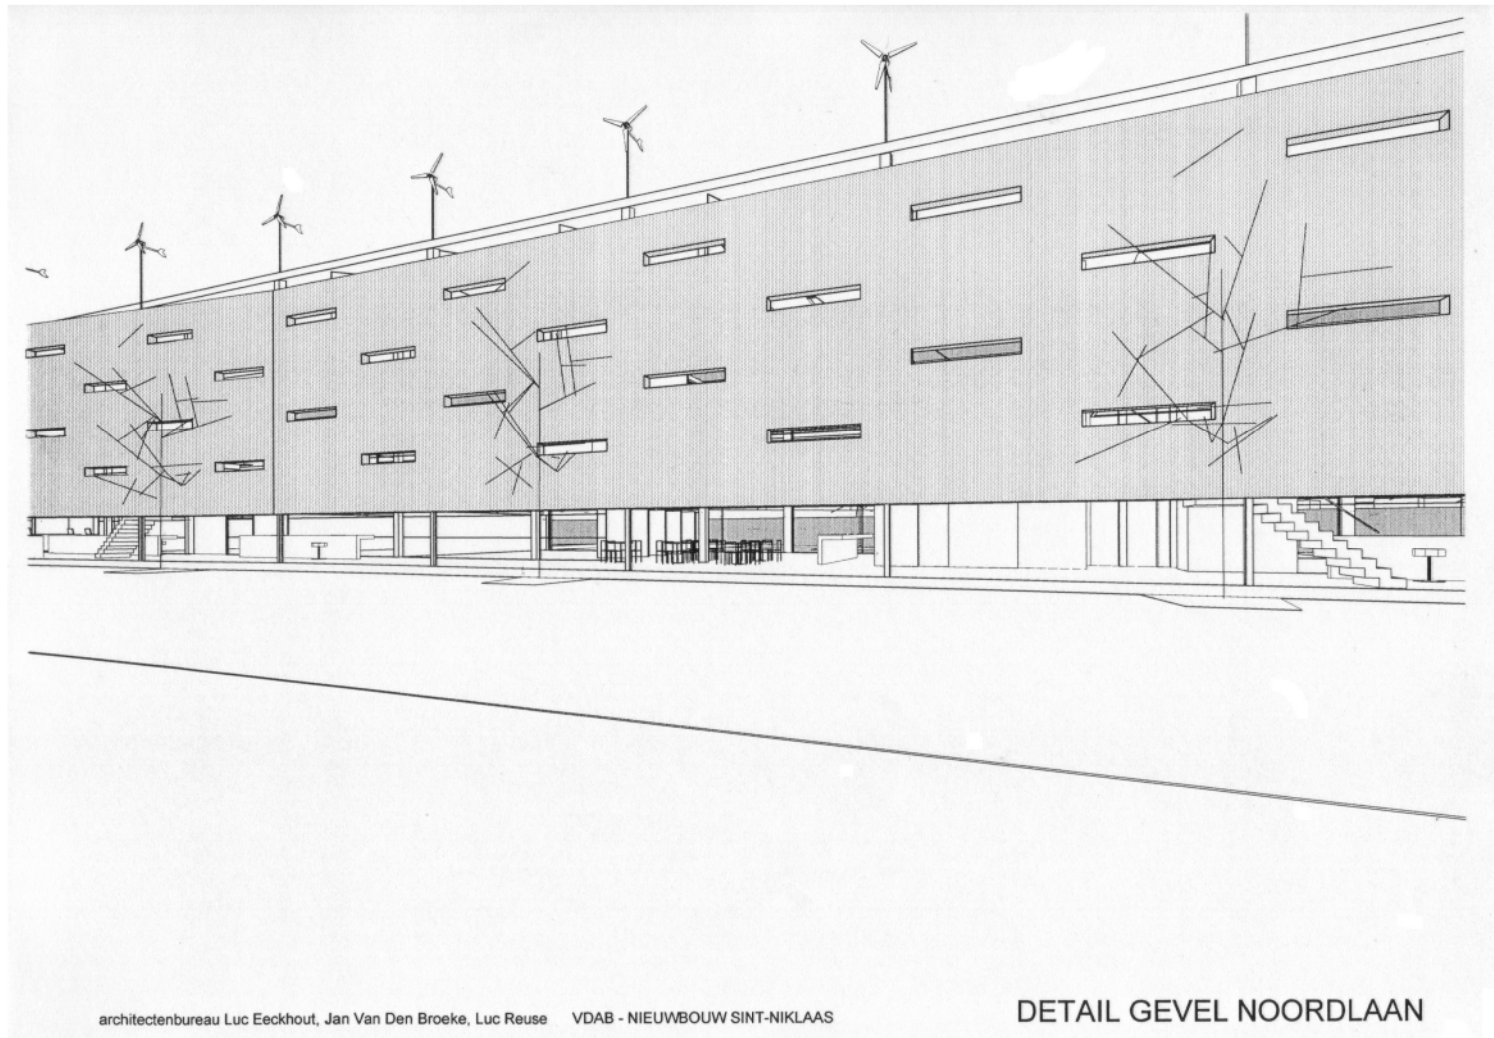 architectenbureau Luc Eeckhout, Jan Van Den Broeke, Luc Reuse VDAB - NIEUWBOUW SINT-NIKLAAS
DETAIL GEVEL NOORDLAAN